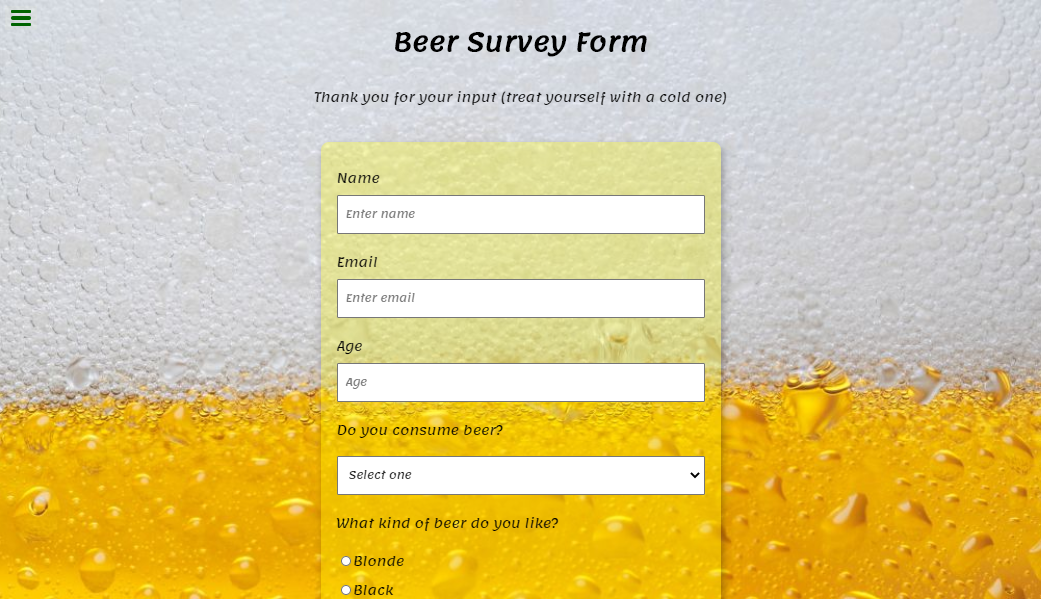 Beer Survey Form
Thank you for your input (treat yourself with a cold one)
Name
Enter name
Email
Enter email
Age
Age
Do you consume beer?
Select one
What kind of beer do you like?
Blonde
Black